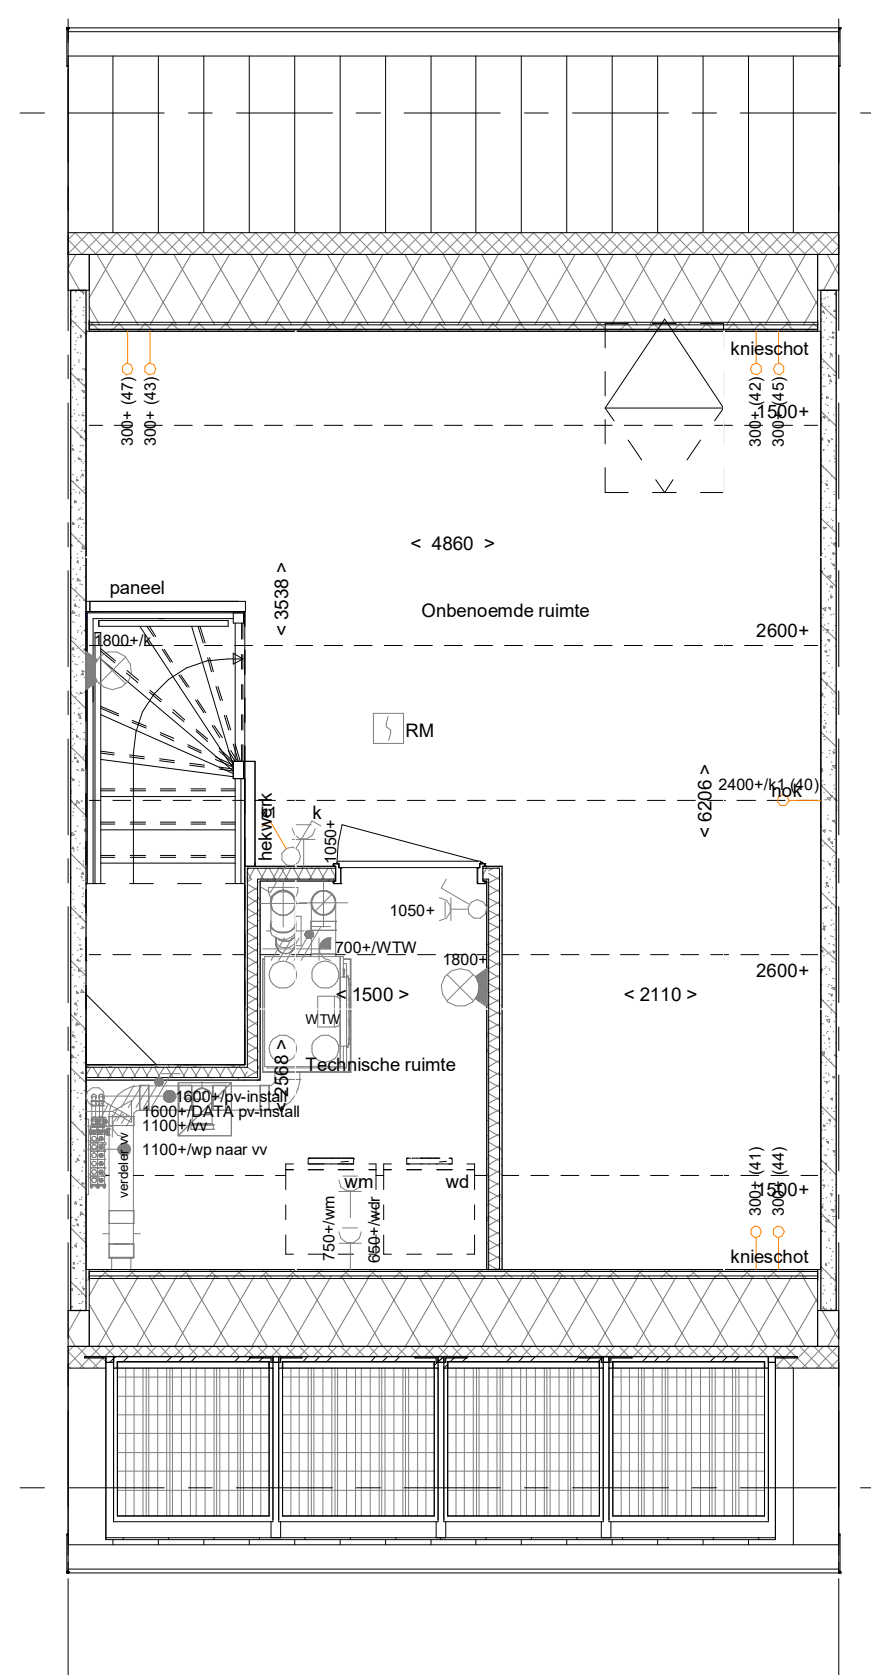 knieschot
300+ (47)
300+ (43)
300+ (42)
300+ (45)
1500+
< 4860 >
paneel
< 3538 >
Onbenoemde ruimte
2600+
1800+/k
RM
< 6206 >
2400+/k1 (40)
nok
hekwerk
k
1050+
1050+
700+/WTW
1800+
2600+
< 1500 >
< 2110 >
WTW
< 2568 >
Technische ruimte
1600+/pv-install
1600+/DATA pv-install
1100+/vv
1100+/wp naar vv
verdeler vv
wm
wd
750+/wm
650+/wdr
300+ (41)
300+ (44)
1500+
knieschot